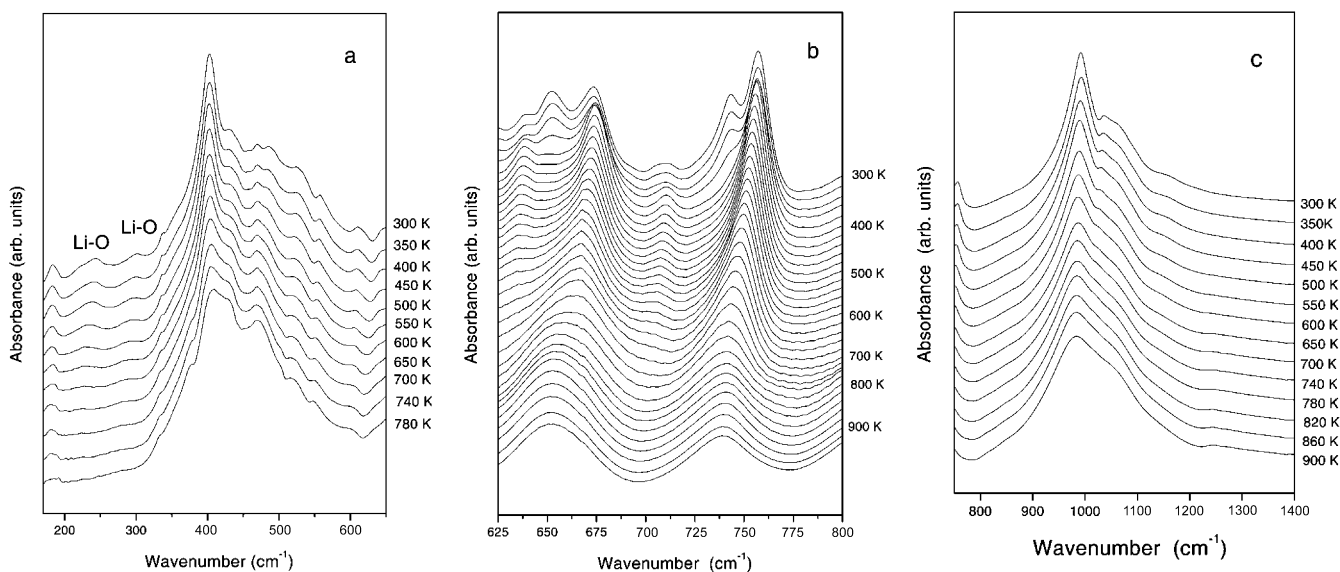 a
Absorbance (arb. units)
Li-O
Li-O
300 K
350 K
400 K
450 K
500 K
550 K
600 K
650 K
700 K
740 K
780 K
200 300 400 500 600
Wavenumber (cm⁻¹)
b
Absorbance (arb. units)
300 K
400 K
500 K
600 K
700 K
800 K
900 K
625 650 675 700 725 750 775 800
Wavenumber (cm⁻¹)
c
Absorbance (arb. units)
300 K
350K
400 K
450 K
500 K
550 K
600 K
650 K
700 K
740 K
780 K
820 K
860 K
900 K
800 900 1000 1100 1200 1300 1400
Wavenumber (cm⁻¹)